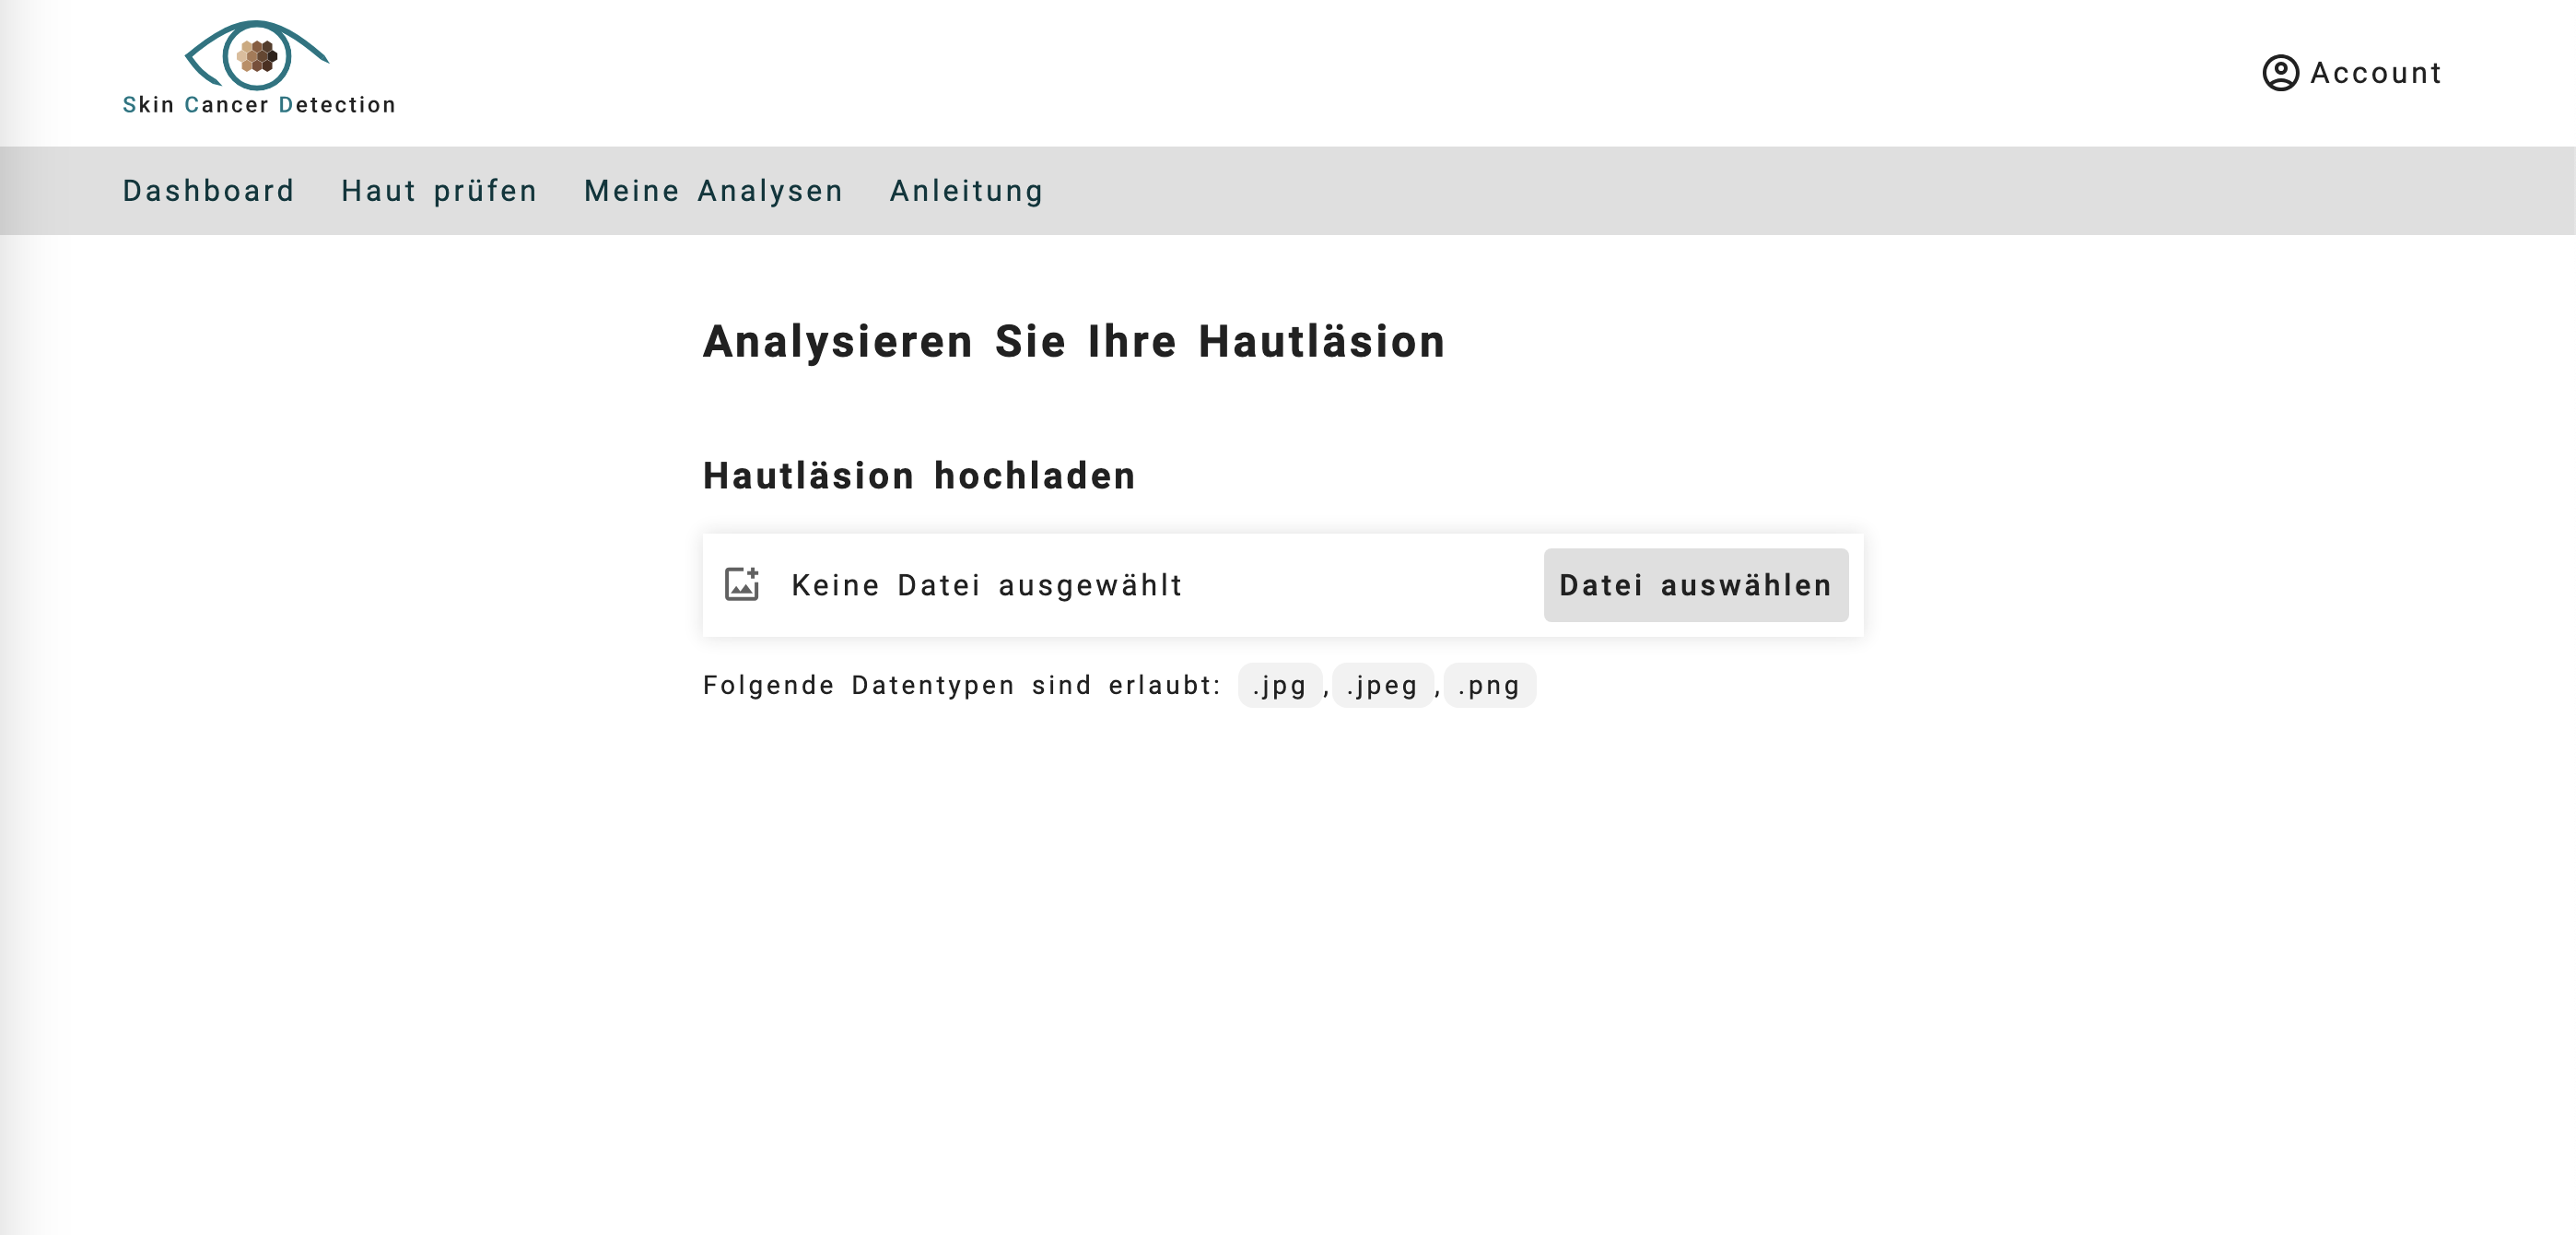 Skin Cancer Detection
Account
Dashboard Haut prüfen Meine Analysen Anleitung
Analysieren Sie Ihre Hautläsion
Hautläsion hochladen
Keine Datei ausgewählt Datei auswählen
Folgende Datentypen sind erlaubt: .jpg , .jpeg , .png